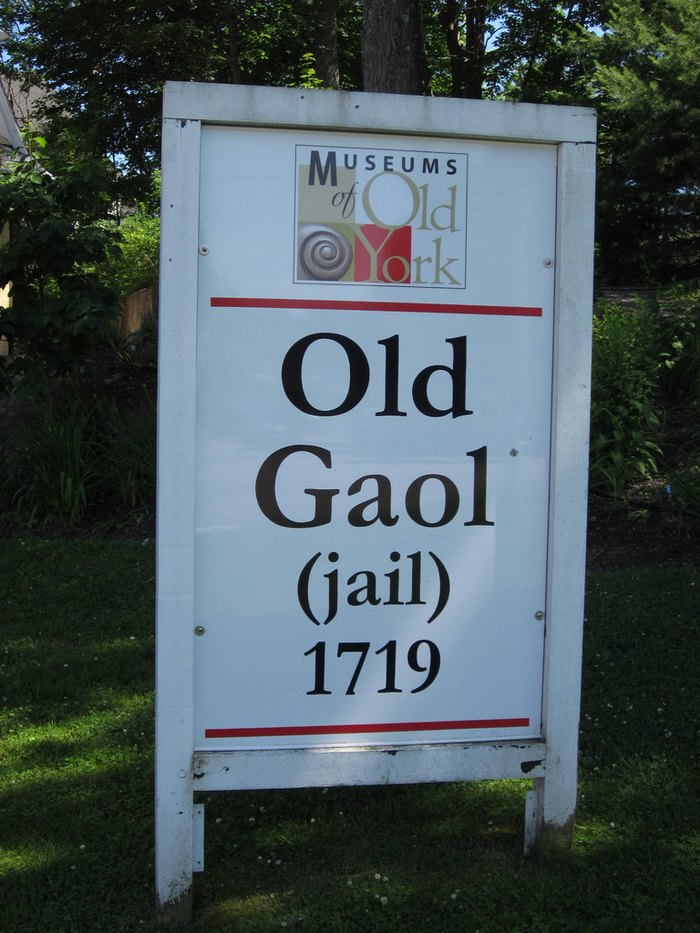 MUSEUMS
of Old
York
Old
Gaol
(jail)
1719